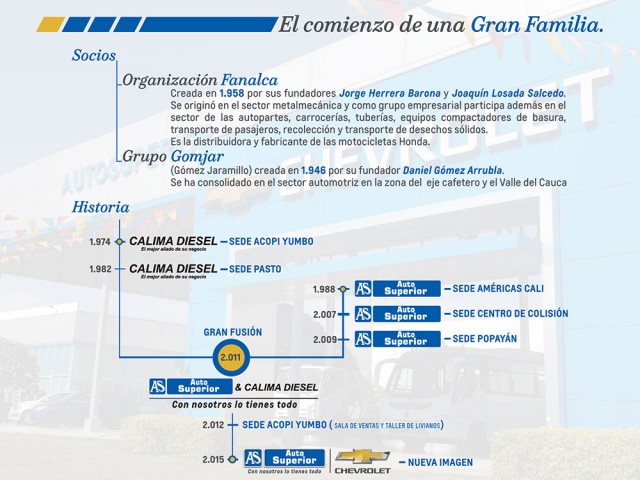 El comienzo de una Gran Familia.
Socios
Organización Fanalca
Creada en 1.958 por sus fundadores Jorge Herrera Barona y Joaquín Losada Salcedo.
Se originó en el sector metalmecánica y como grupo empresarial participa además en el
sector de las autopartes, carrocerías, tuberías, equipos compactadores de basura,
transporte de pasajeros, recolección y transporte de desechos sólidos.
Es la distribuidora y fabricante de las motocicletas Honda.
Grupo Gomjar
(Gómez Jaramillo) creada en 1.946 por su fundador Daniel Gómez Arrubla.
Se ha consolidado en el sector automotriz en la zona del eje cafetero y el Valle del Cauca
Historia
1.974 CALIMA DIESEL – SEDE ACOPI YUMBO
El mejor aliado de su negocio
1.982 CALIMA DIESEL – SEDE PASTO
El mejor aliado de su negocio
1.988 AS Auto Superior – SEDE AMÉRICAS CALI
2.007 AS Auto Superior – SEDE CENTRO DE COLISIÓN
2.009 AS Auto Superior – SEDE POPAYÁN
GRAN FUSIÓN
2.011
AS Auto Superior & CALIMA DIESEL
Con nosotros lo tienes todo
2.012 – SEDE ACOPI YUMBO ( SALA DE VENTAS Y TALLER DE LIVIANOS)
2.015 AS Auto Superior CHEVROLET – NUEVA IMAGEN
Con nosotros lo tienes todo
AUTOSUPER
CHEVROLET